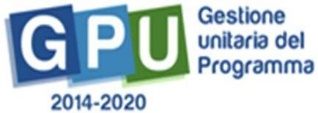 GPU
Gestione
unitaria del
Programma
2014-2020